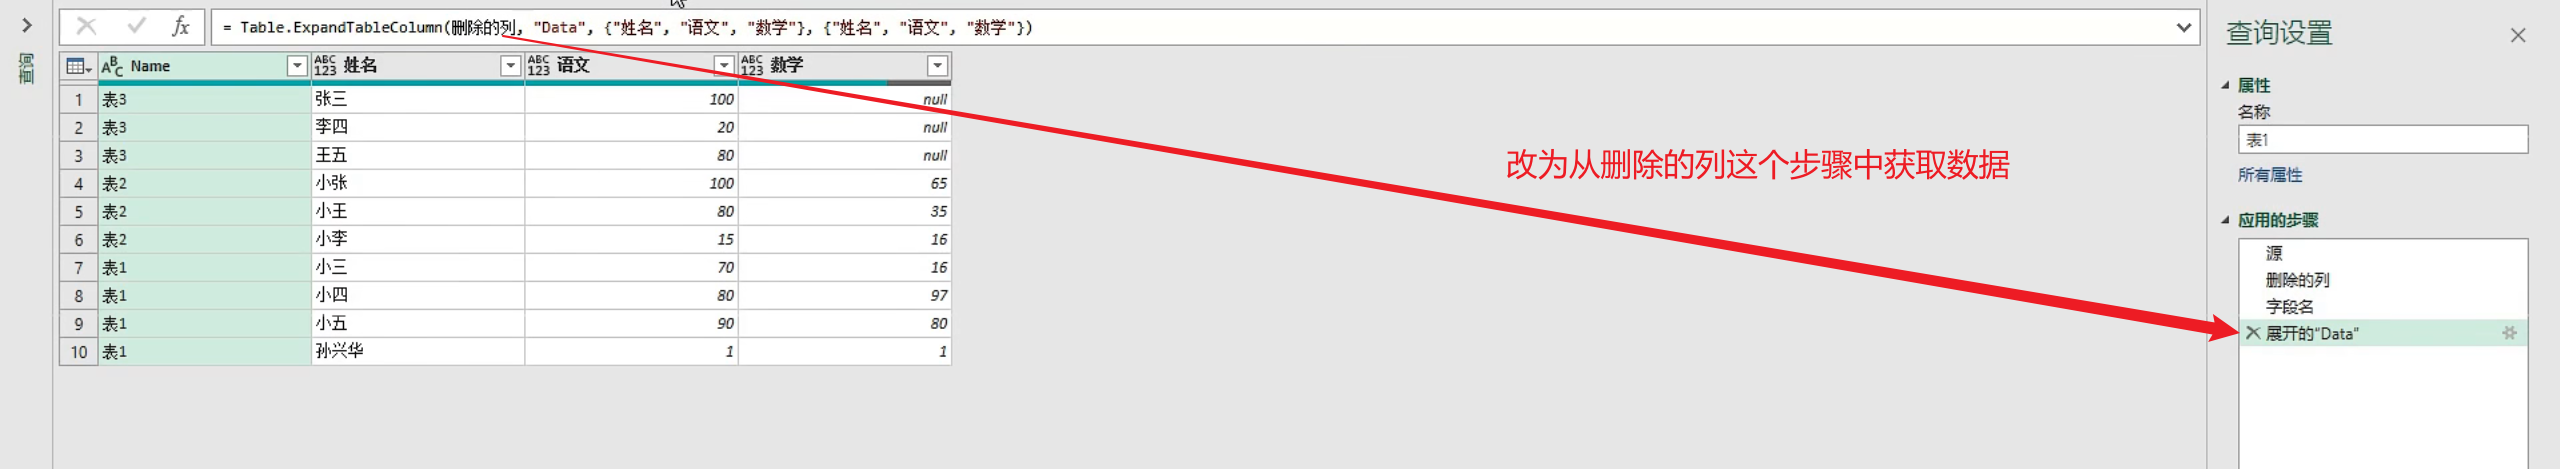 = Table.ExpandTableColumn(删除的列, "Data", {"姓名", "语文", "数学"}, {"姓名", "语文", "数学"})
查询
ABC Name ABC123 姓名 ABC123 语文 ABC123 数学
1 表3 张三 100 null
2 表3 李四 20 null
3 表3 王五 80 null
4 表2 小张 100 65
5 表2 小王 80 35
6 表2 小李 15 16
7 表1 小三 70 16
8 表1 小四 80 97
9 表1 小五 90 80
10 表1 孙兴华 1 1
改为从删除的列这个步骤中获取数据
查询设置
属性
名称
表1
所有属性
应用的步骤
源
删除的列
字段名
展开的“Data”